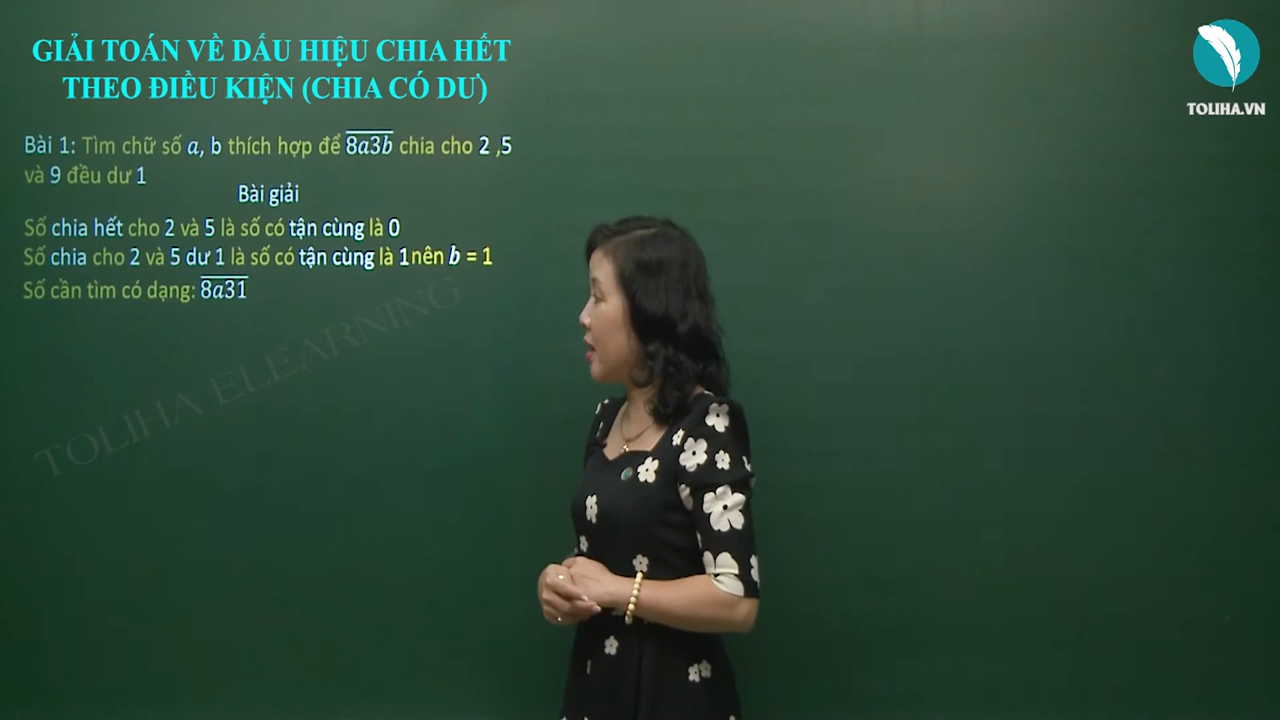 GIẢI TOÁN VỀ DẤU HIỆU CHIA HẾT
THEO ĐIỀU KIỆN (CHIA CÓ DƯ)
TOLIHA.VN
Bài 1: Tìm chữ số a, b thích hợp để 8a3b chia cho 2 ,5
và 9 đều dư 1
Bài giải
Số chia hết cho 2 và 5 là số có tận cùng là 0
Số chia cho 2 và 5 dư 1 là số có tận cùng là 1 nên b = 1
Số cần tìm có dạng: 8a31
TOLIHA ELEARNING